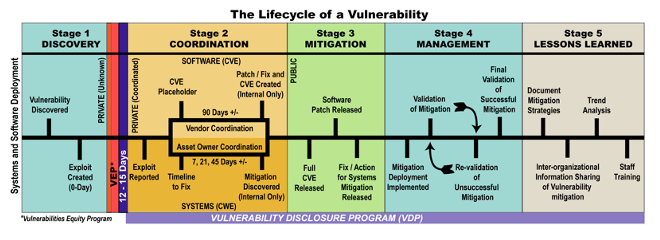 The Lifecycle of a Vulnerability
Stage 1
DISCOVERY
Stage 2
COORDINATION
Stage 3
MITIGATION
Stage 4
MANAGEMENT
Stage 5
LESSONS LEARNED
Systems and Software Deployment
Vulnerability
Discovered
Exploit
Created
(0-Day)
PRIVATE (Unknown)
VEP*
12 - 15 Days
PRIVATE (Coordinated)
SOFTWARE (CVE)
CVE
Placeholder
Patch / Fix and
CVE Created
(Internal Only)
90 Days +/-
Vendor Coordination
Asset Owner Coordination
7, 21, 45 Days +/-
Exploit
Reported
Timeline
to Fix
Mitigation
Discovered
(Internal Only)
SYSTEMS (CWE)
PUBLIC
Software
Patch Released
Full
CVE
Released
Fix / Action
for Systems
Mitigation
Released
Validation
of Mitigation
Final
Validation
of
Successful
Mitigation
Mitigation
Deployment
Implemented
Re-validation
of
Unsuccessful
Mitigation
Document
Mitigation
Strategies
Trend
Analysis
Inter-organizational
Information Sharing
of Vulnerability
mitigation
Staff
Training
*Vulnerabilities Equity Program
VULNERABILITY DISCLOSURE PROGRAM (VDP)